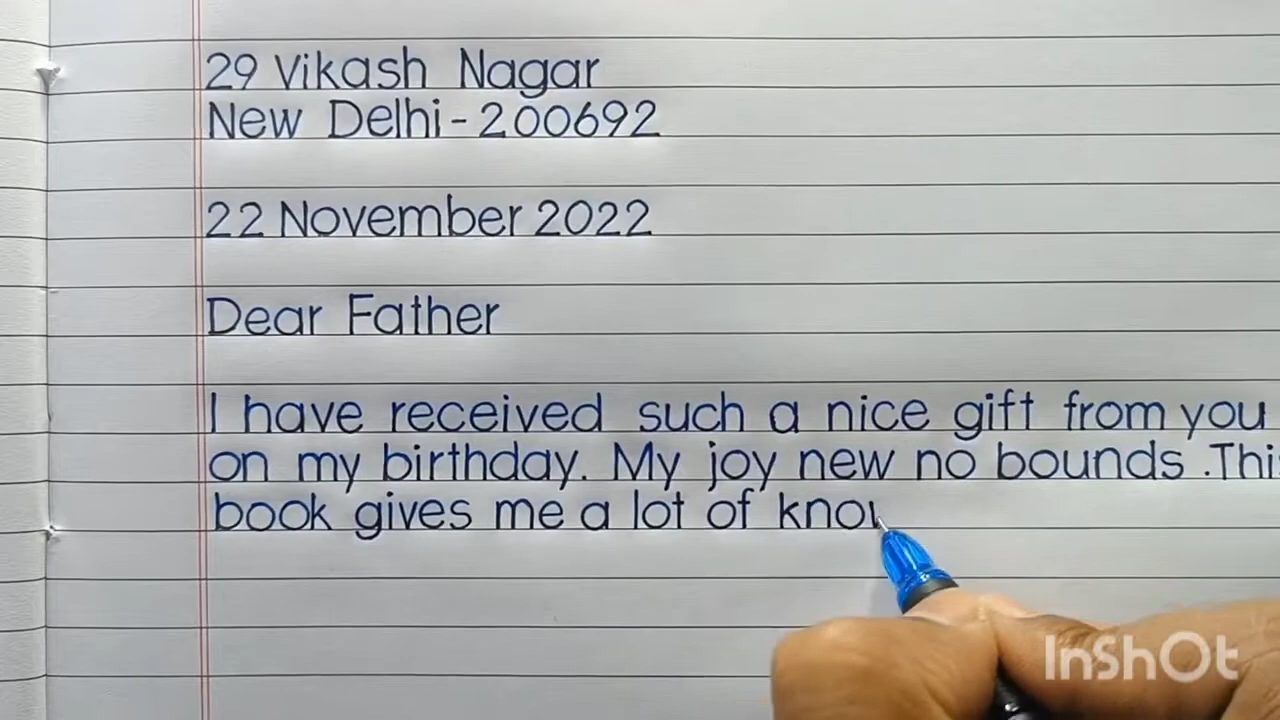 29 Vikash Nagar
New Delhi - 200692
22 November 2022
Dear Father
I have received such a nice gift from you
on my birthday. My joy new no bounds .Thi
book gives me a lot of kno
InShOt